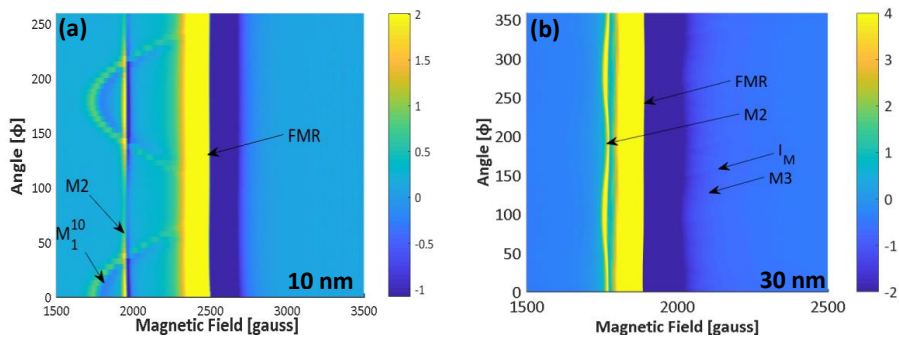 (a)
Angle [ϕ]
250
200
150
100
50
0
FMR
M2
M₁¹⁰
10 nm
1500 2000 2500 3000 3500
Magnetic Field [gauss]
2
1.5
1
0.5
0
-0.5
-1
(b)
Angle [ϕ]
350
300
250
200
150
100
50
0
FMR
M2
I_M
M3
30 nm
1500 2000 2500
Magnetic Field [gauss]
4
3
2
1
0
-1
-2